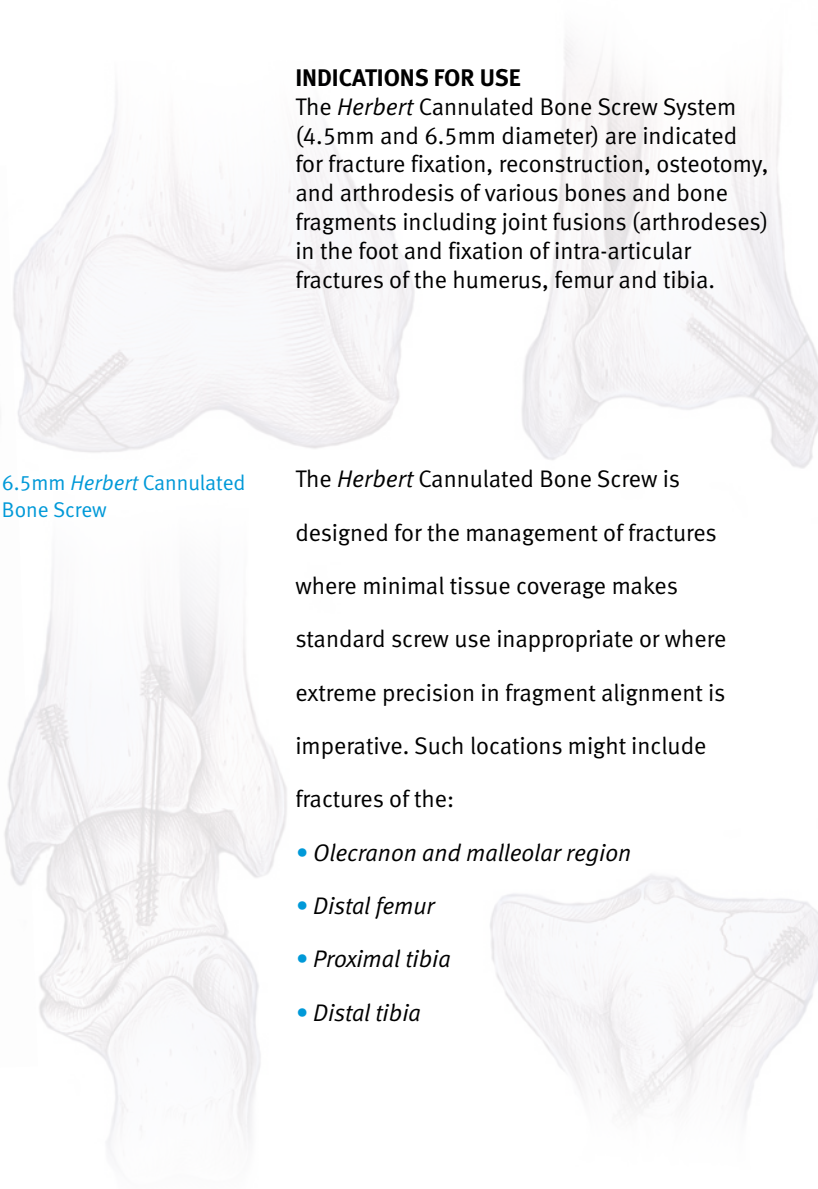 INDICATIONS FOR USE
The Herbert Cannulated Bone Screw System
(4.5mm and 6.5mm diameter) are indicated
for fracture fixation, reconstruction, osteotomy,
and arthrodesis of various bones and bone
fragments including joint fusions (arthrodeses)
in the foot and fixation of intra-articular
fractures of the humerus, femur and tibia.
6.5mm Herbert Cannulated
Bone Screw
The Herbert Cannulated Bone Screw is
designed for the management of fractures
where minimal tissue coverage makes
standard screw use inappropriate or where
extreme precision in fragment alignment is
imperative. Such locations might include
fractures of the:
• Olecranon and malleolar region
• Distal femur
• Proximal tibia
• Distal tibia